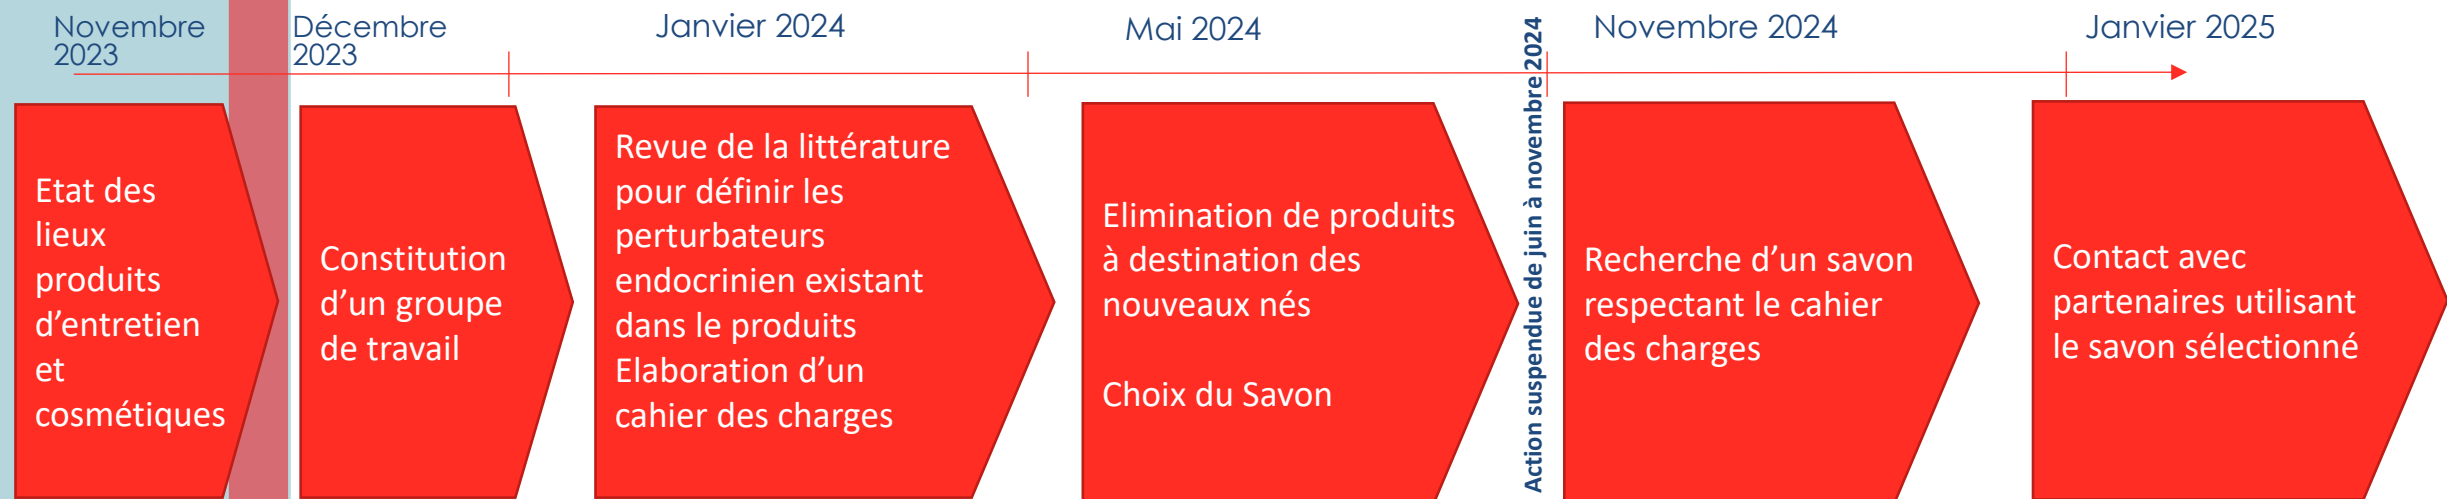 Novembre
2023
Décembre
2023
Janvier 2024
Mai 2024
Novembre 2024
Janvier 2025
Etat des
lieux
produits
d’entretien
et
cosmétiques
Constitution
d’un groupe
de travail
Revue de la littérature
pour définir les
perturbateurs
endocrinien existant
dans le produits
Elaboration d’un
cahier des charges
Elimination de produits
à destination des
nouveaux nés
Choix du Savon
Action suspendue de juin à novembre 2024
Recherche d’un savon
respectant le cahier
des charges
Contact avec
partenaires utilisant
le savon sélectionné